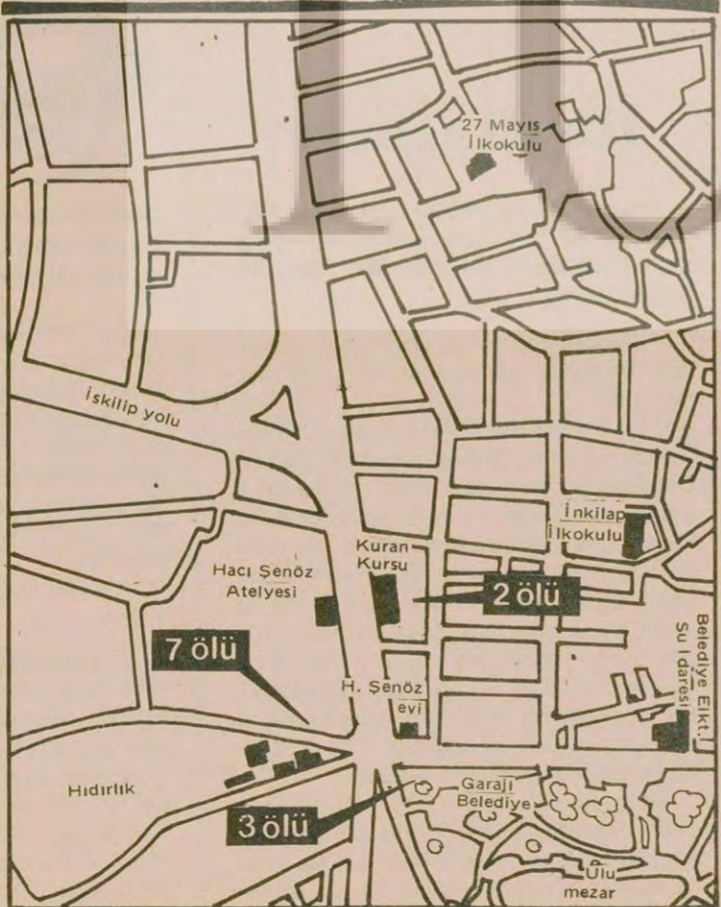 27 Mayıs
İlkokulu
İskilip yolu
İnkilap
İlkokulu
Kuran
Kursu
Hacı Şenöz
Atelyesi
2 ölü
7 ölü
H. Şenöz
evi
Belediye Elkt.
Su İdaresi
Hıdırlık
Garajı
Belediye
3 ölü
Ulu
mezar